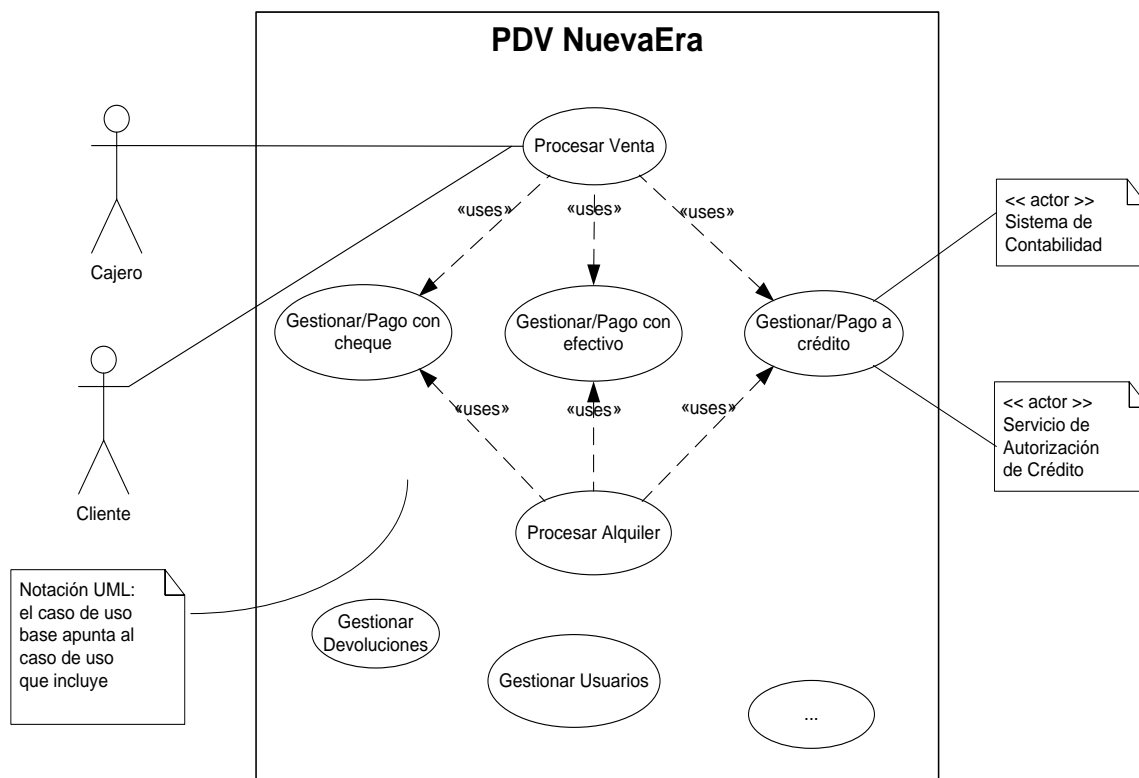 PDV NuevaEra
Procesar Venta
«uses»
«uses»
«uses»
Cajero
<< actor >>
Sistema de
Contabilidad
Gestionar/Pago con
cheque
Gestionar/Pago con
efectivo
Gestionar/Pago a
crédito
«uses»
«uses»
«uses»
<< actor >>
Servicio de
Autorización
de Crédito
Cliente
Procesar Alquiler
Notación UML:
el caso de uso
base apunta al
caso de uso
que incluye
Gestionar
Devoluciones
Gestionar Usuarios
...